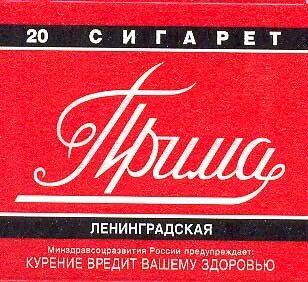 20 СИГАРЕТ
Прима
ЛЕНИНГРАДСКАЯ
Минздравсоцразвития России предупреждает:
КУРЕНИЕ ВРЕДИТ ВАШЕМУ ЗДОРОВЬЮ